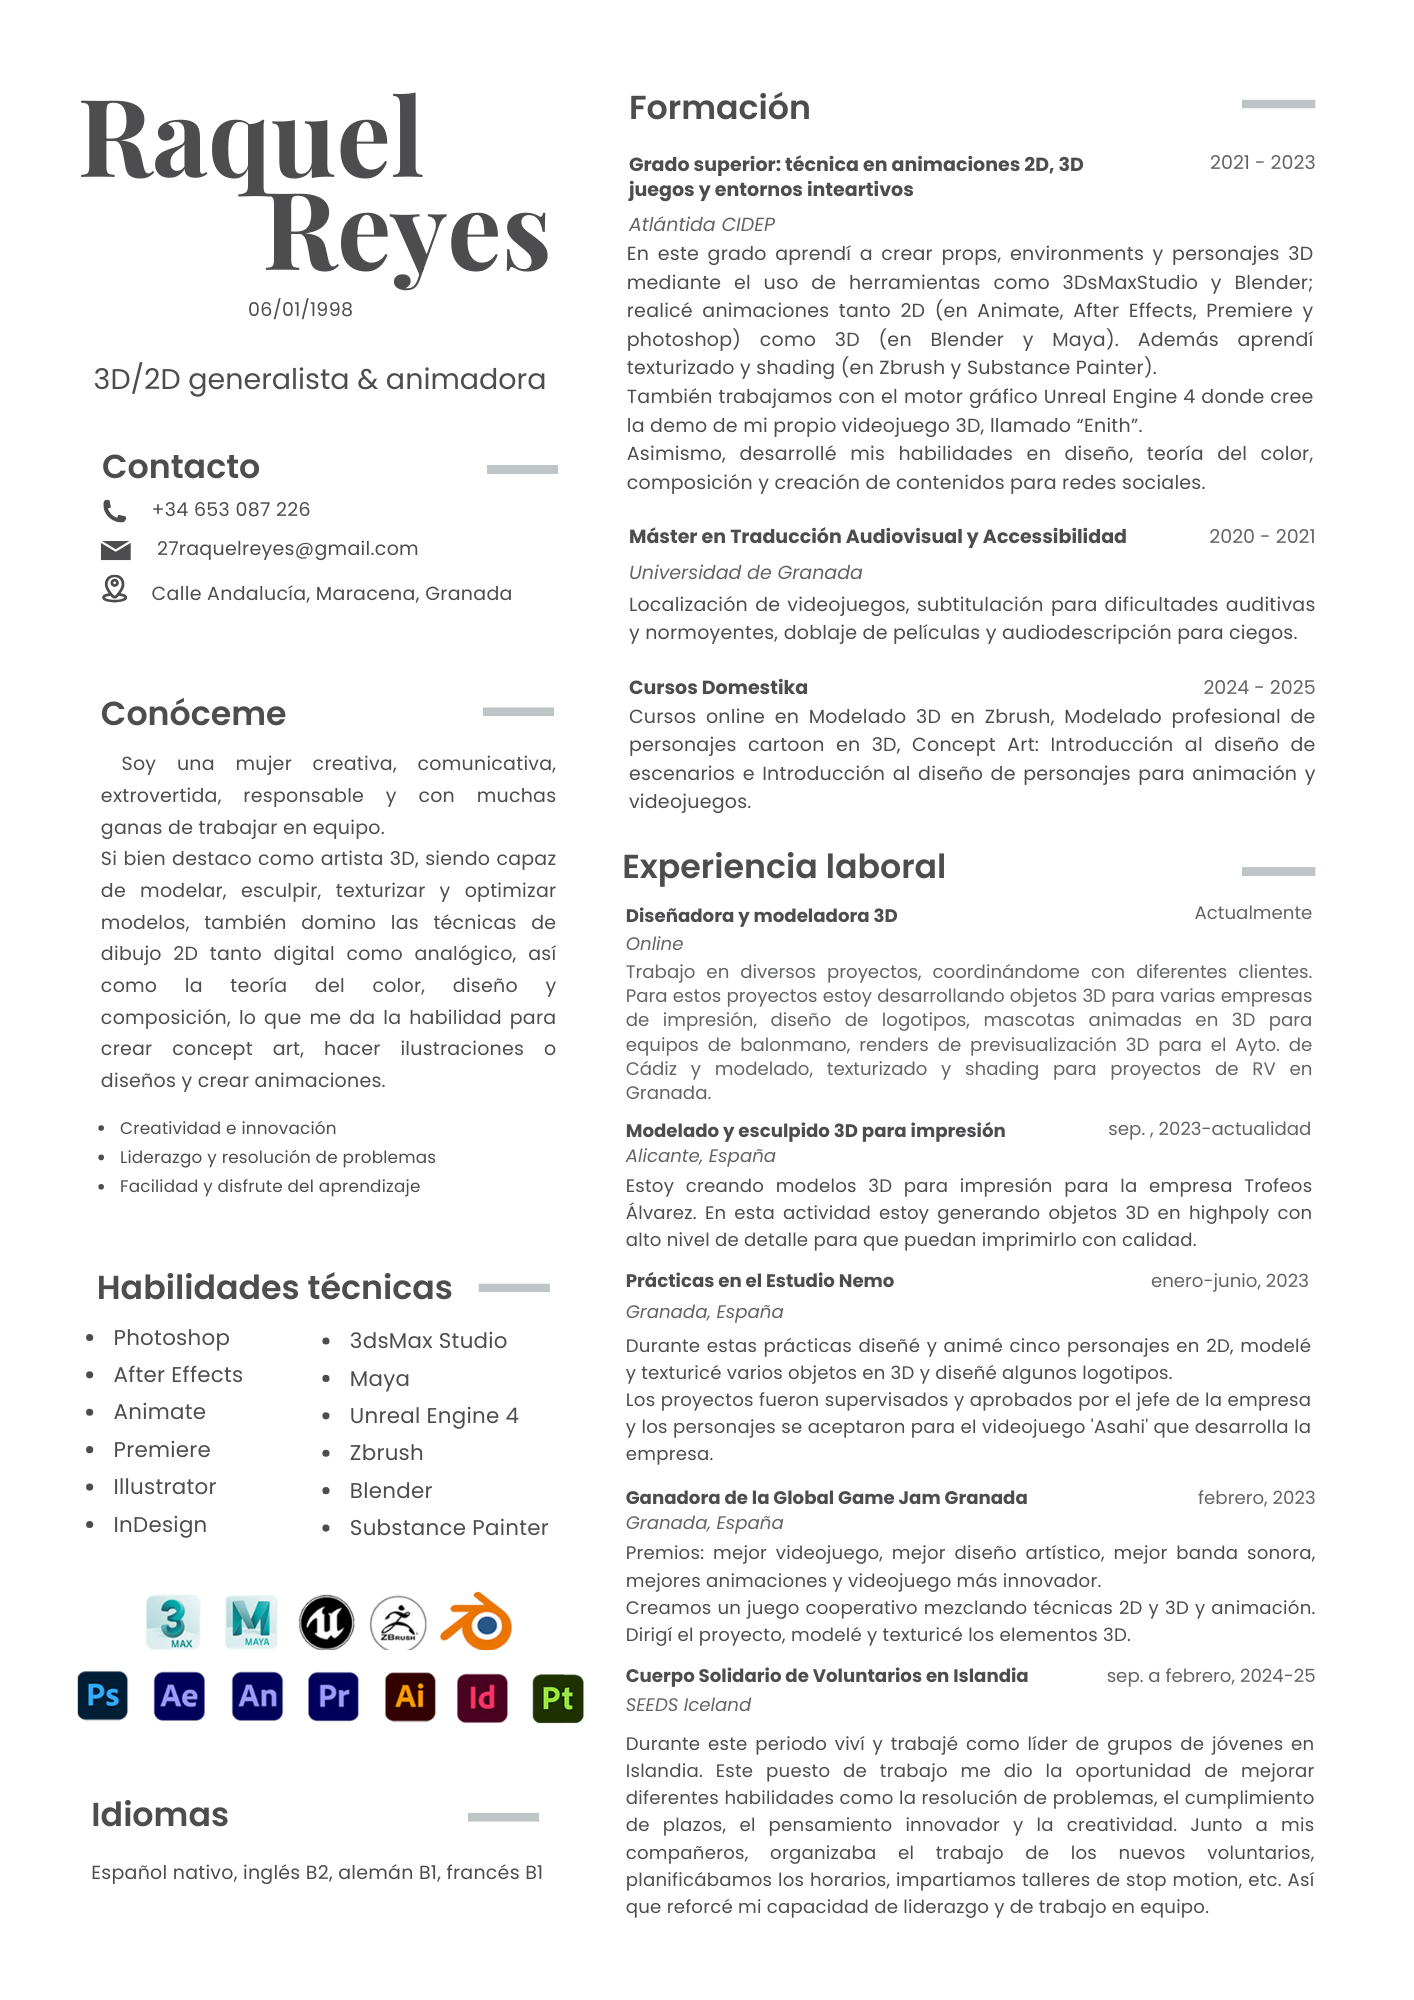 Raquel
Reyes
06/01/1998
3D/2D generalista & animadora
Contacto
+34 653 087 226
27raquelreyes@gmail.com
Calle Andalucía, Maracena, Granada
Conóceme
Soy una mujer creativa, comunicativa,
extrovertida, responsable y con muchas
ganas de trabajar en equipo.
Si bien destaco como artista 3D, siendo capaz
de modelar, esculpir, texturizar y optimizar
modelos, también domino las técnicas de
dibujo 2D tanto digital como analógico, así
como la teoría del color, diseño y
composición, lo que me da la habilidad para
crear concept art, hacer ilustraciones o
diseños y crear animaciones.
• Creatividad e innovación
• Liderazgo y resolución de problemas
• Facilidad y disfrute del aprendizaje
Habilidades técnicas
• Photoshop
• After Effects
• Animate
• Premiere
• Illustrator
• InDesign
• 3dsMax Studio
• Maya
• Unreal Engine 4
• Zbrush
• Blender
• Substance Painter
3 MAX M MAYA U ZBRUSH
Ps Ae An Pr Ai Id Pt
Idiomas
Español nativo, inglés B2, alemán B1, francés B1
Formación
Grado superior: técnica en animaciones 2D, 3D 2021 - 2023
juegos y entornos inteartivos
Atlántida CIDEP
En este grado aprendí a crear props, environments y personajes 3D
mediante el uso de herramientas como 3DsMaxStudio y Blender;
realicé animaciones tanto 2D (en Animate, After Effects, Premiere y
photoshop) como 3D (en Blender y Maya). Además aprendí
texturizado y shading (en Zbrush y Substance Painter).
También trabajamos con el motor gráfico Unreal Engine 4 donde cree
la demo de mi propio videojuego 3D, llamado “Enith”.
Asimismo, desarrollé mis habilidades en diseño, teoría del color,
composición y creación de contenidos para redes sociales.
Máster en Traducción Audiovisual y Accessibilidad 2020 - 2021
Universidad de Granada
Localización de videojuegos, subtitulación para dificultades auditivas
y normoyentes, doblaje de películas y audiodescripción para ciegos.
Cursos Domestika 2024 - 2025
Cursos online en Modelado 3D en Zbrush, Modelado profesional de
personajes cartoon en 3D, Concept Art: Introducción al diseño de
escenarios e Introducción al diseño de personajes para animación y
videojuegos.
Experiencia laboral
Diseñadora y modeladora 3D Actualmente
Online
Trabajo en diversos proyectos, coordinándome con diferentes clientes.
Para estos proyectos estoy desarrollando objetos 3D para varias empresas
de impresión, diseño de logotipos, mascotas animadas en 3D para
equipos de balonmano, renders de previsualización 3D para el Ayto. de
Cádiz y modelado, texturizado y shading para proyectos de RV en
Granada.
Modelado y esculpido 3D para impresión sep. , 2023-actualidad
Alicante, España
Estoy creando modelos 3D para impresión para la empresa Trofeos
Álvarez. En esta actividad estoy generando objetos 3D en highpoly con
alto nivel de detalle para que puedan imprimirlo con calidad.
Prácticas en el Estudio Nemo enero-junio, 2023
Granada, España
Durante estas prácticas diseñé y animé cinco personajes en 2D, modelé
y texturicé varios objetos en 3D y diseñé algunos logotipos.
Los proyectos fueron supervisados y aprobados por el jefe de la empresa
y los personajes se aceptaron para el videojuego 'Asahi' que desarrolla la
empresa.
Ganadora de la Global Game Jam Granada febrero, 2023
Granada, España
Premios: mejor videojuego, mejor diseño artístico, mejor banda sonora,
mejores animaciones y videojuego más innovador.
Creamos un juego cooperativo mezclando técnicas 2D y 3D y animación.
Dirigí el proyecto, modelé y texturicé los elementos 3D.
Cuerpo Solidario de Voluntarios en Islandia sep. a febrero, 2024-25
SEEDS Iceland
Durante este periodo viví y trabajé como líder de grupos de jóvenes en
Islandia. Este puesto de trabajo me dio la oportunidad de mejorar
diferentes habilidades como la resolución de problemas, el cumplimiento
de plazos, el pensamiento innovador y la creatividad. Junto a mis
compañeros, organizaba el trabajo de los nuevos voluntarios,
planificábamos los horarios, impartiamos talleres de stop motion, etc. Así
que reforcé mi capacidad de liderazgo y de trabajo en equipo.